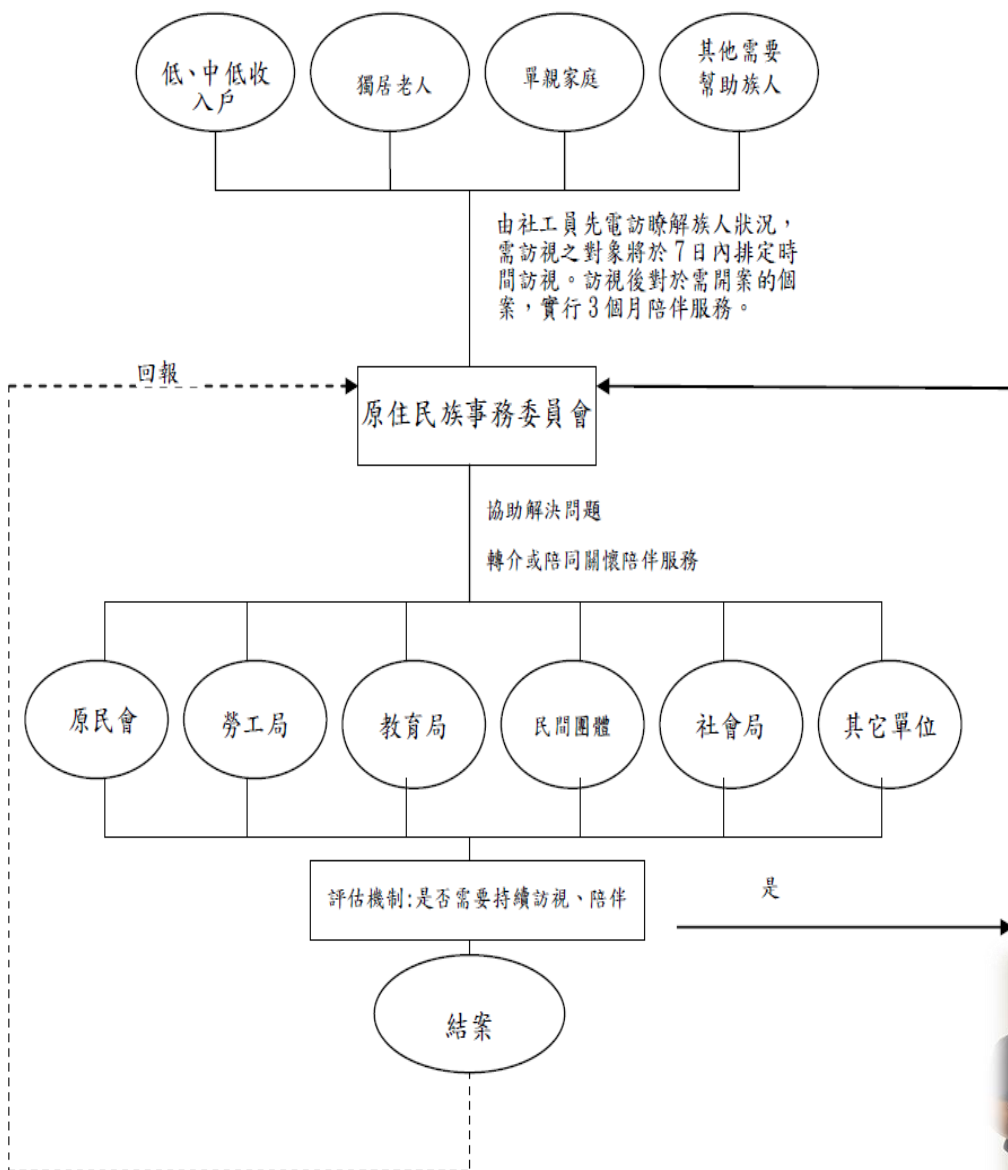 低、中低收
入戶
獨居老人
單親家庭
其他需要
幫助族人
由社工員先電訪瞭解族人狀況，
需訪視之對象將於7日內排定時
間訪視。訪視後對於需開案的個
案，實行3個月陪伴服務。
回報
原住民族事務委員會
協助解決問題
轉介或陪同關懷陪伴服務
原民會
勞工局
教育局
民間團體
社會局
其它單位
評估機制:是否需要持續訪視、陪伴
是
結案